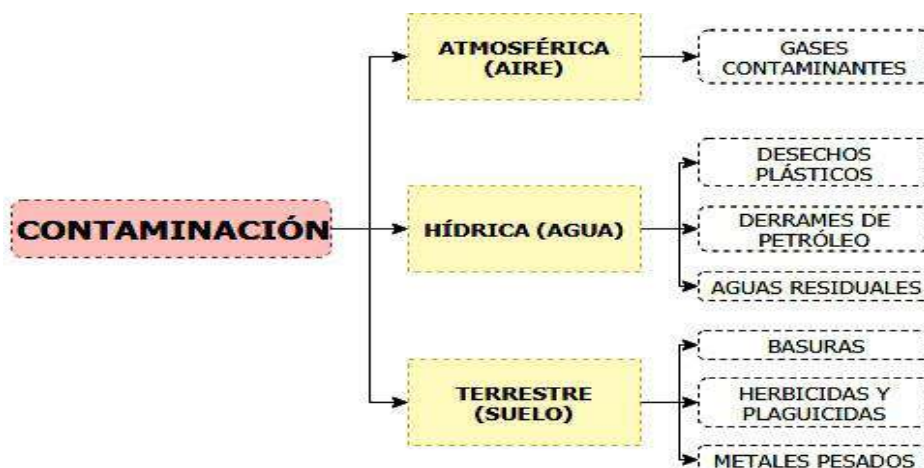 CONTAMINACIÓN
ATMOSFÉRICA
(AIRE)
GASES
CONTAMINANTES
HÍDRICA (AGUA)
DESECHOS
PLÁSTICOS
DERRAMES DE
PETRÓLEO
AGUAS RESIDUALES
TERRESTRE
(SUELO)
BASURAS
HERBICIDAS Y
PLAGUICIDAS
METALES PESADOS